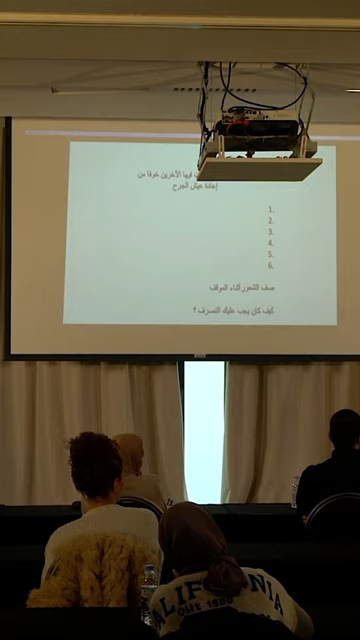 فيها الآخرين خوفا من
إعادة عيش الجرح
1.
2.
3.
4.
5.
6.
صف الشعور أثناء الموقف
كيف كان يجب عليك التصرف ؟
CALIFORNIA